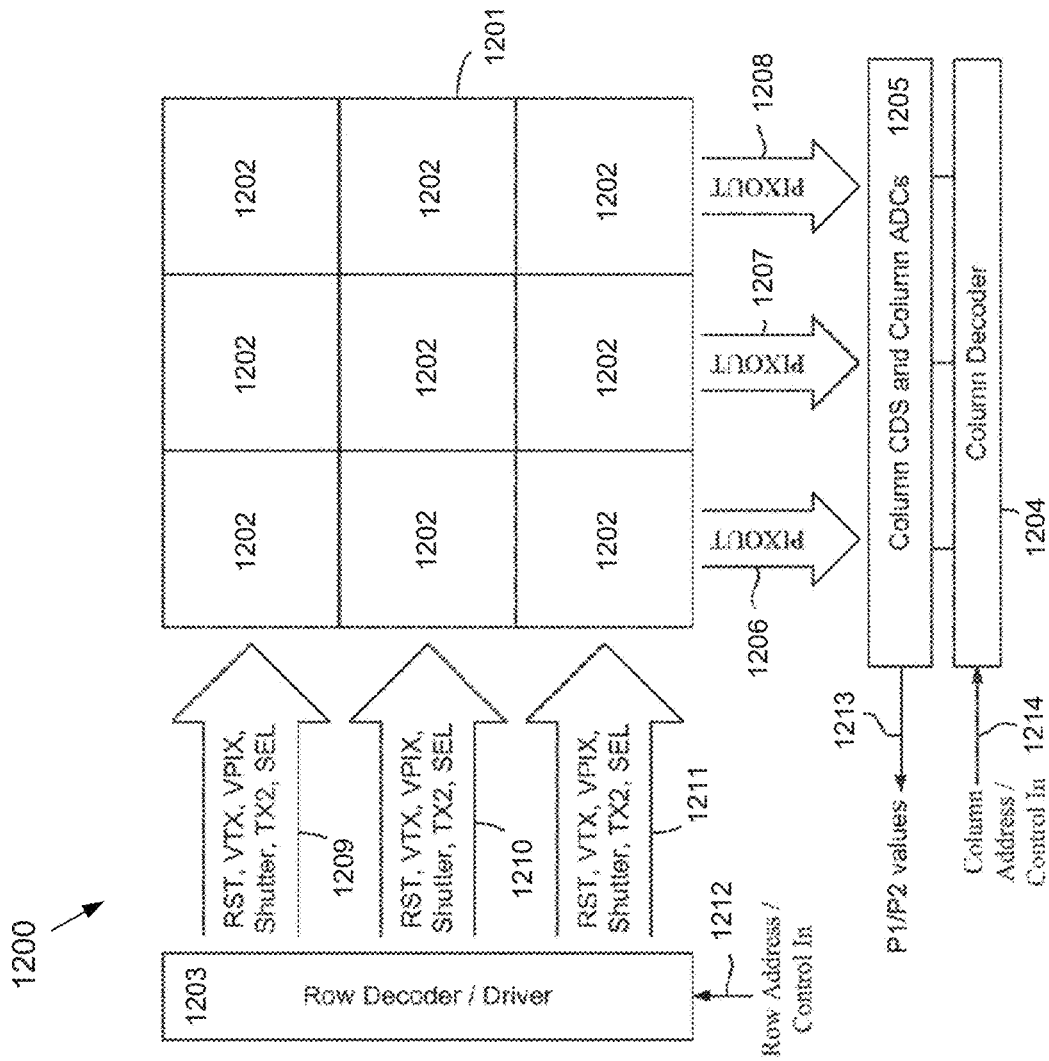 1200
1203
Row Decoder / Driver
1212
Row Address /
Control In
RST, VTX, VPIX,
Shutter, TX2, SEL
1209
RST, VTX, VPIX,
Shutter, TX2, SEL
1210
RST, VTX, VPIX,
Shutter, TX2, SEL
1211
1202
1202
1202
1202
1202
1202
1202
1202
1202
1201
PIXOUT
1206
PIXOUT
1207
PIXOUT
1208
Column CDS and Column ADCs
1205
Column Decoder
1204
1213
P1/P2 values
Column
Address /
Control In
1214